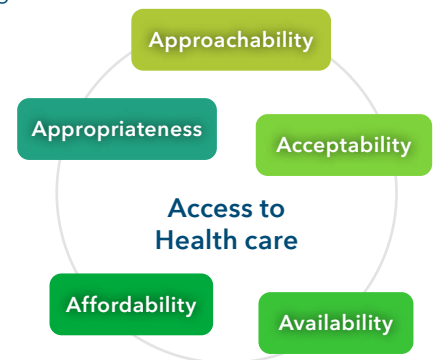 Approachability
Appropriateness
Acceptability
Access to
Health care
Affordability
Availability